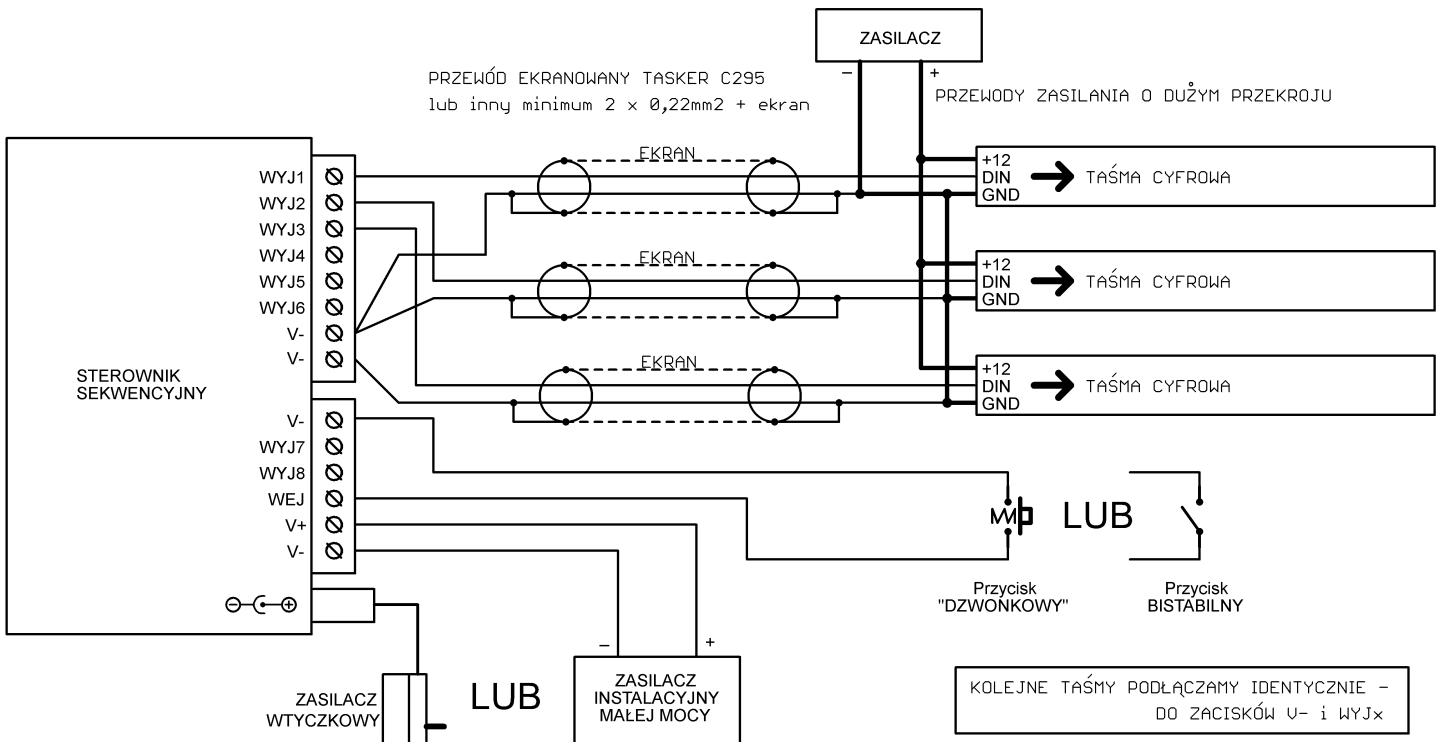 ZASILACZ
- +
PRZEWÓD EKRANOWANY TASKER C295
lub inny minimum 2 x 0,22mm2 + ekran
PRZEWODY ZASILANIA O DUŻYM PRZEKROJU
STEROWNIK
SEKWENCYJNY
WYJ1
WYJ2
WYJ3
WYJ4
WYJ5
WYJ6
V-
V-
V-
WYJ7
WYJ8
WEJ
V+
V-
EKRAN
+12
DIN
GND
TAŚMA CYFROWA
EKRAN
+12
DIN
GND
TAŚMA CYFROWA
EKRAN
+12
DIN
GND
TAŚMA CYFROWA
LUB
Przycisk
"DZWONKOWY"
Przycisk
BISTABILNY
- +
ZASILACZ
WTYCZKOWY
LUB
ZASILACZ
INSTALACYJNY
MAŁEJ MOCY
KOLEJNE TAŚMY PODŁĄCZAMY IDENTYCZNIE -
DO ZACISKÓW V- i WYJx